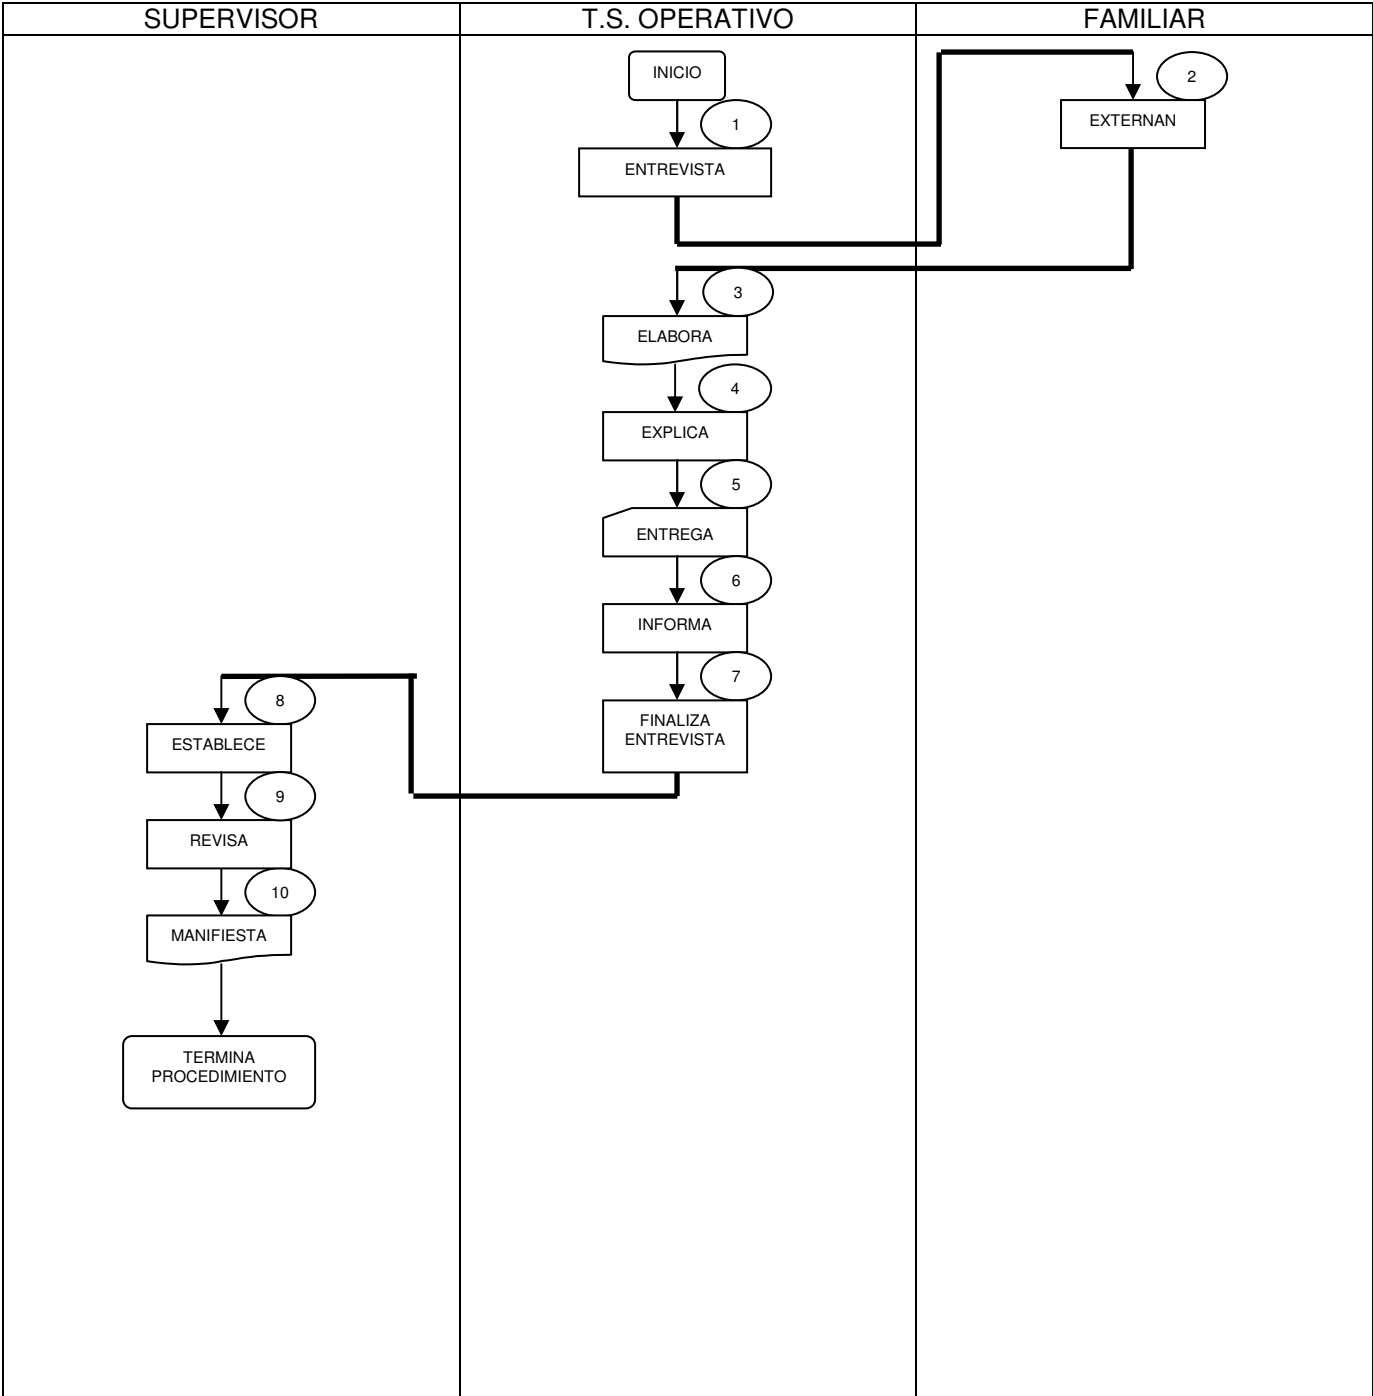 SUPERVISOR
T.S. OPERATIVO
FAMILIAR
INICIO
1
ENTREVISTA
2
EXTERNAN
3
ELABORA
4
EXPLICA
5
ENTREGA
6
INFORMA
7
FINALIZA
ENTREVISTA
8
ESTABLECE
9
REVISA
10
MANIFIESTA
TERMINA
PROCEDIMIENTO